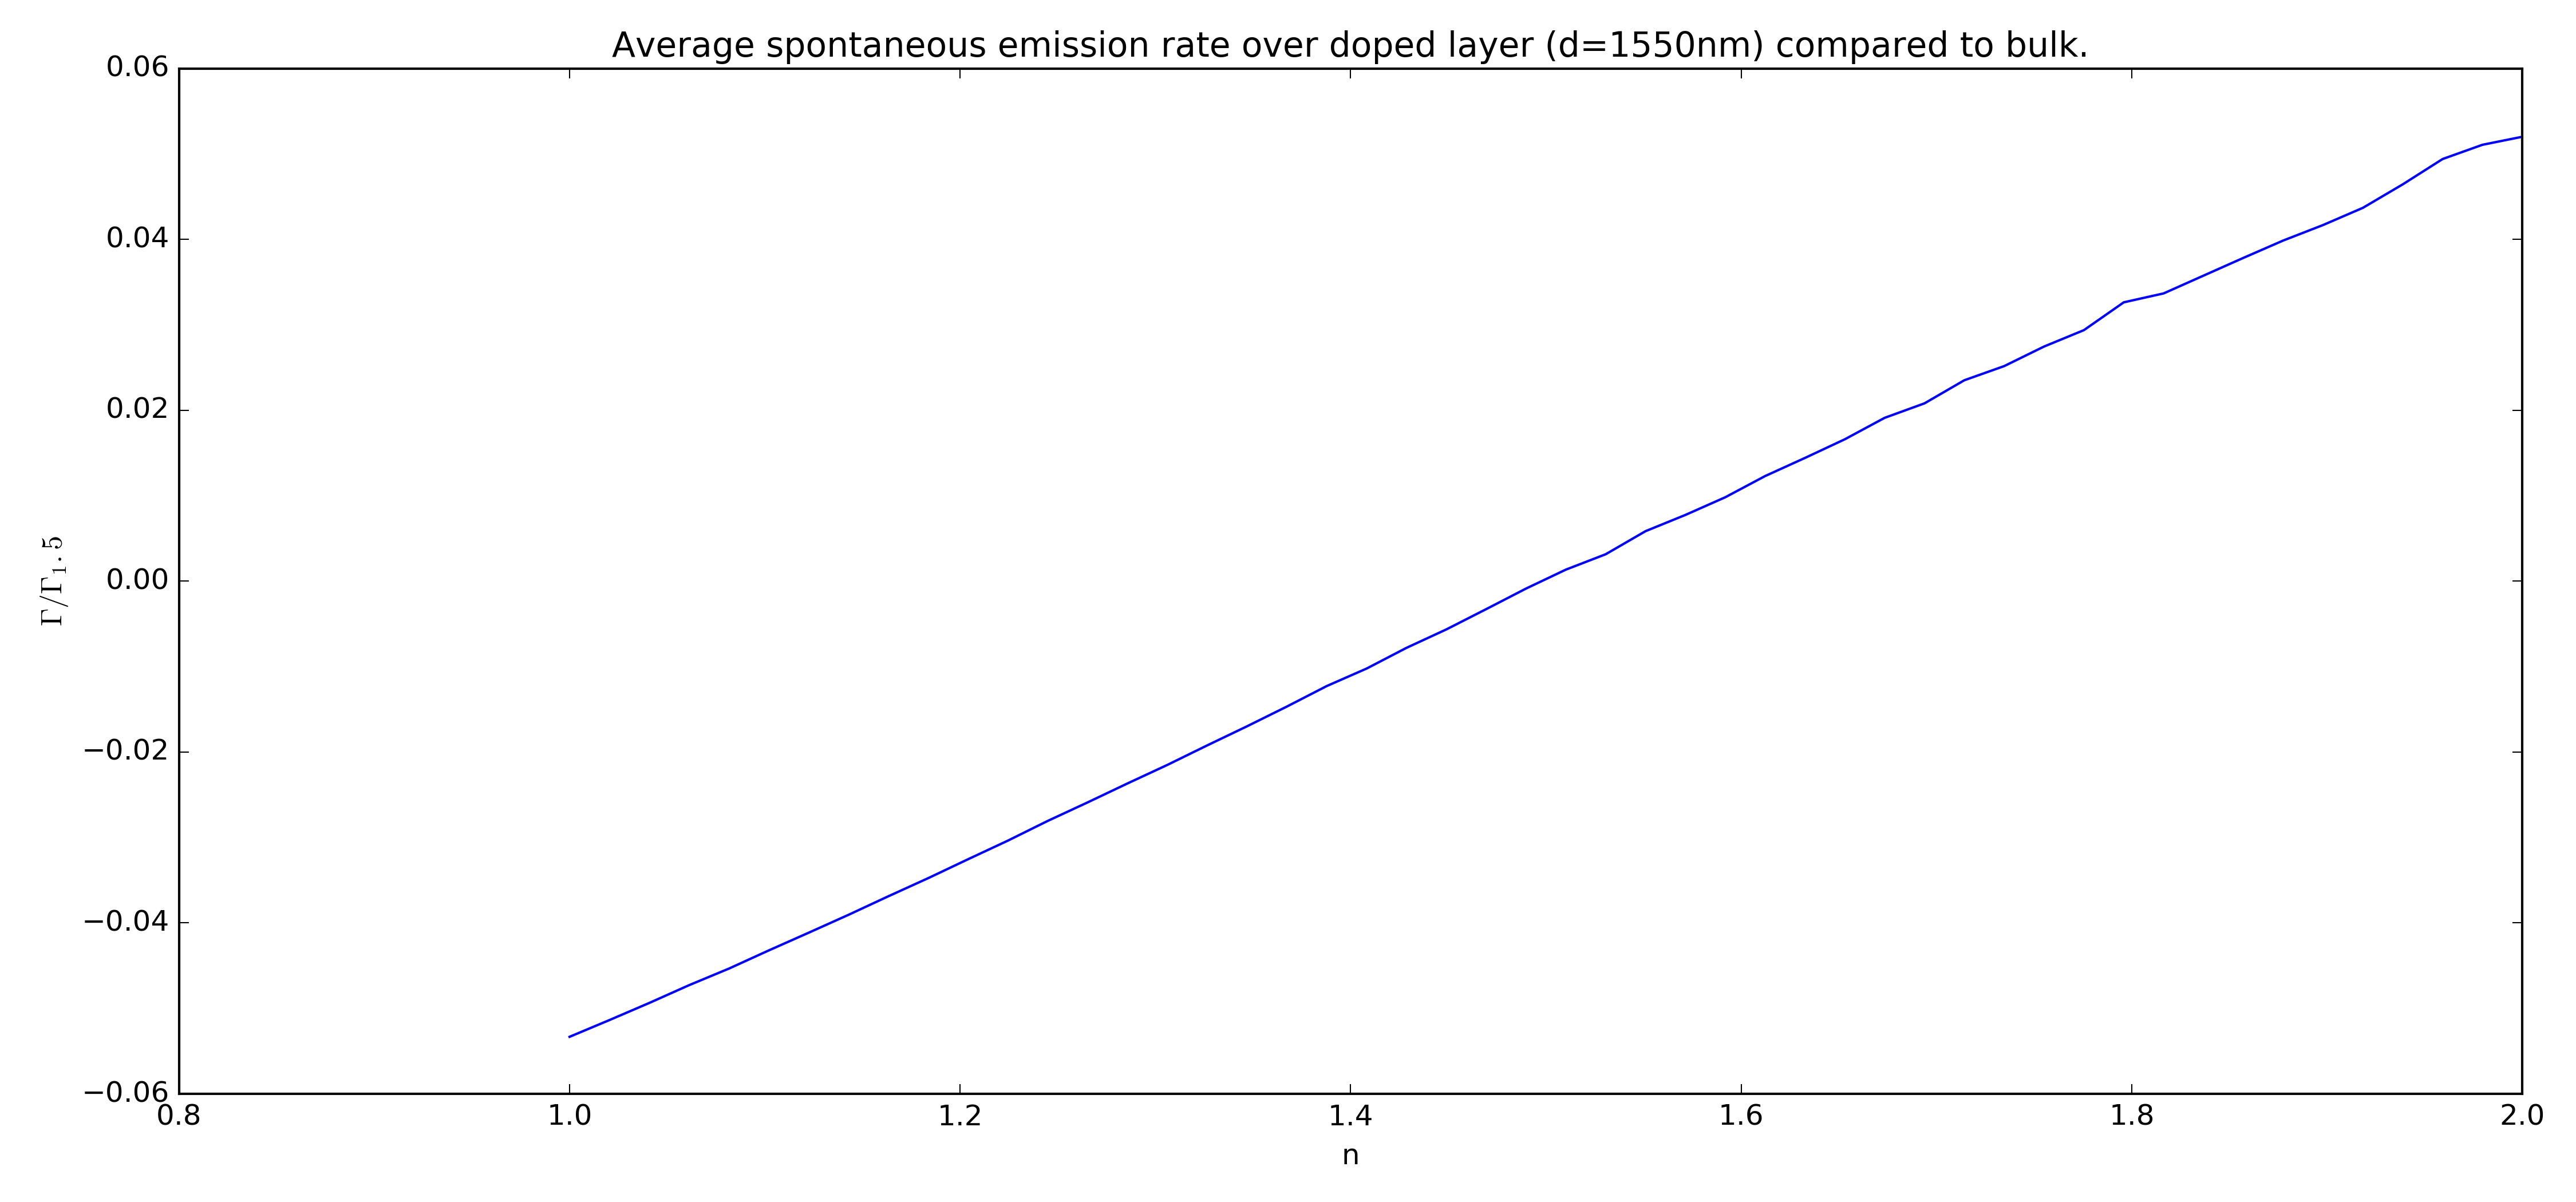 Average spontaneous emission rate over doped layer (d=1550nm) compared to bulk.
0.06
0.04
0.02
0.00
−0.02
−0.04
−0.06
Γ/Γ1.5
0.8 1.0 1.2 1.4 1.6 1.8 2.0
n